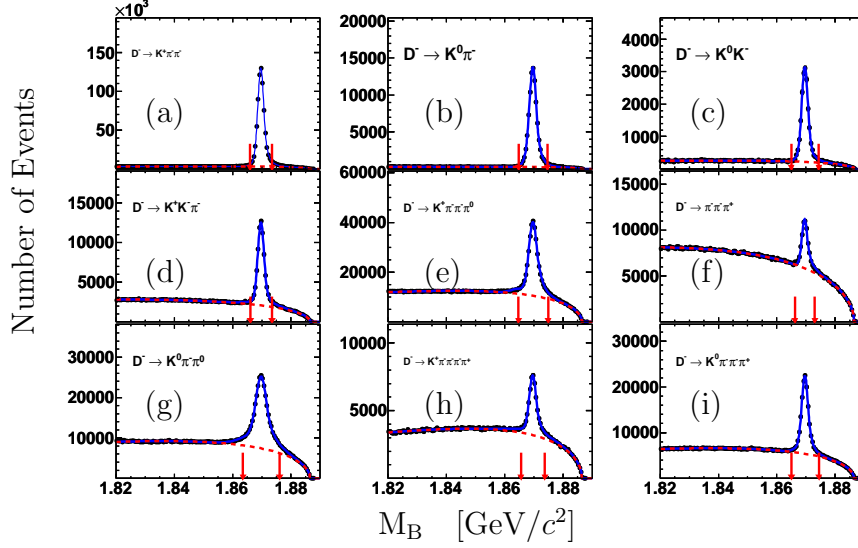 ×10³
150
100
50
D⁻ → K⁺π⁻π⁻
(a)
20000
15000
10000
5000
D⁻ → K⁰π⁻
(b)
4000
3000
2000
1000
D⁻ → K⁰K⁻
(c)
15000
10000
5000
0
D⁻ → K⁺K⁻π⁻
(d)
60000
40000
20000
0
D⁻ → K⁺π⁻π⁻π⁰
(e)
15000
10000
5000
0
D⁻ → π⁻π⁻π⁺
(f)
30000
20000
10000
D⁻ → K⁰π⁻π⁰
(g)
10000
5000
D⁻ → K⁺π⁻π⁻π⁻π⁺
(h)
30000
20000
10000
D⁻ → K⁰π⁻π⁻π⁺
(i)
1.82 1.84 1.86 1.88
1.82 1.84 1.86 1.88
1.82 1.84 1.86 1.88
Number of Events
M_B [GeV/c²]